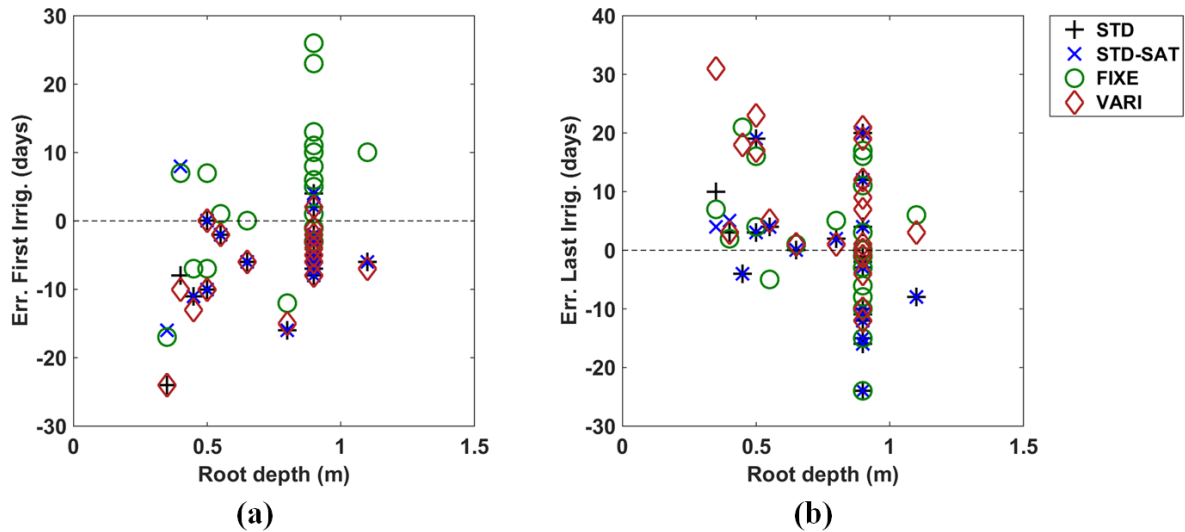 30
20
10
0
-10
-20
-30
0
0.5
1
1.5
Err. First Irrig. (days)
Root depth (m)
(a)
40
30
20
10
0
-10
-20
-30
0
0.5
1
1.5
Err. Last Irrig. (days)
Root depth (m)
(b)
STD
STD-SAT
FIXE
VARI